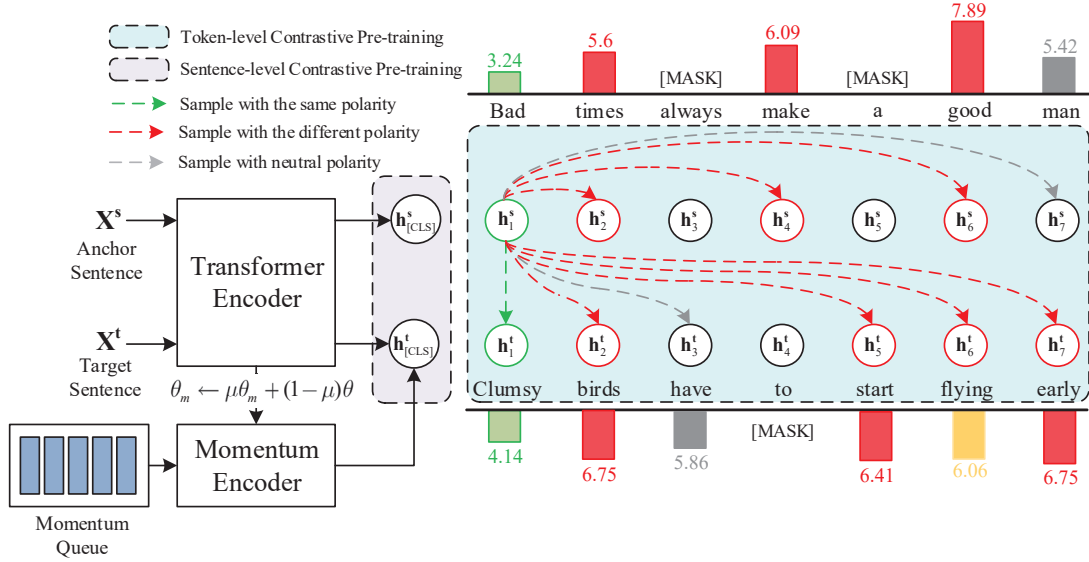 Token-level Contrastive Pre-training
Sentence-level Contrastive Pre-training
Sample with the same polarity
Sample with the different polarity
Sample with neutral polarity
3.24 5.6 [MASK] 6.09 [MASK] 7.89 5.42
Bad times always make a good man
X^s
Anchor
Sentence
X^t
Target
Sentence
Transformer
Encoder
h^s_[CLS]
h^t_[CLS]
θ_m ← μθ_m + (1−μ)θ
Momentum
Encoder
Momentum
Queue
h^s_1 h^s_2 h^s_3 h^s_4 h^s_5 h^s_6 h^s_7
h^t_1 h^t_2 h^t_3 h^t_4 h^t_5 h^t_6 h^t_7
Clumsy birds have to start flying early
4.14 6.75 5.86 [MASK] 6.41 6.06 6.75